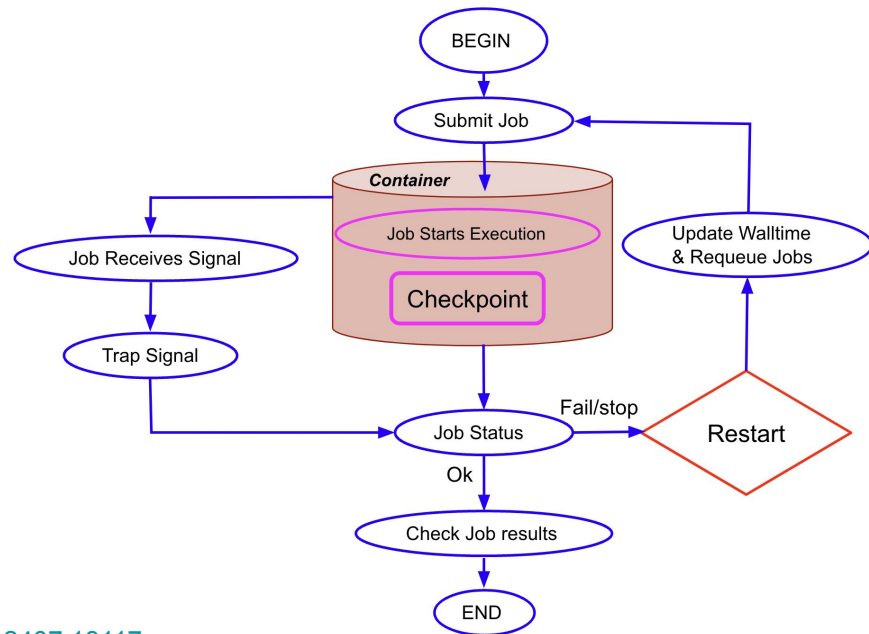 BEGIN
Submit Job
Container
Job Starts Execution
Checkpoint
Job Receives Signal
Trap Signal
Update Walltime
& Requeue Jobs
Fail/stop
Restart
Job Status
Ok
Check Job results
END